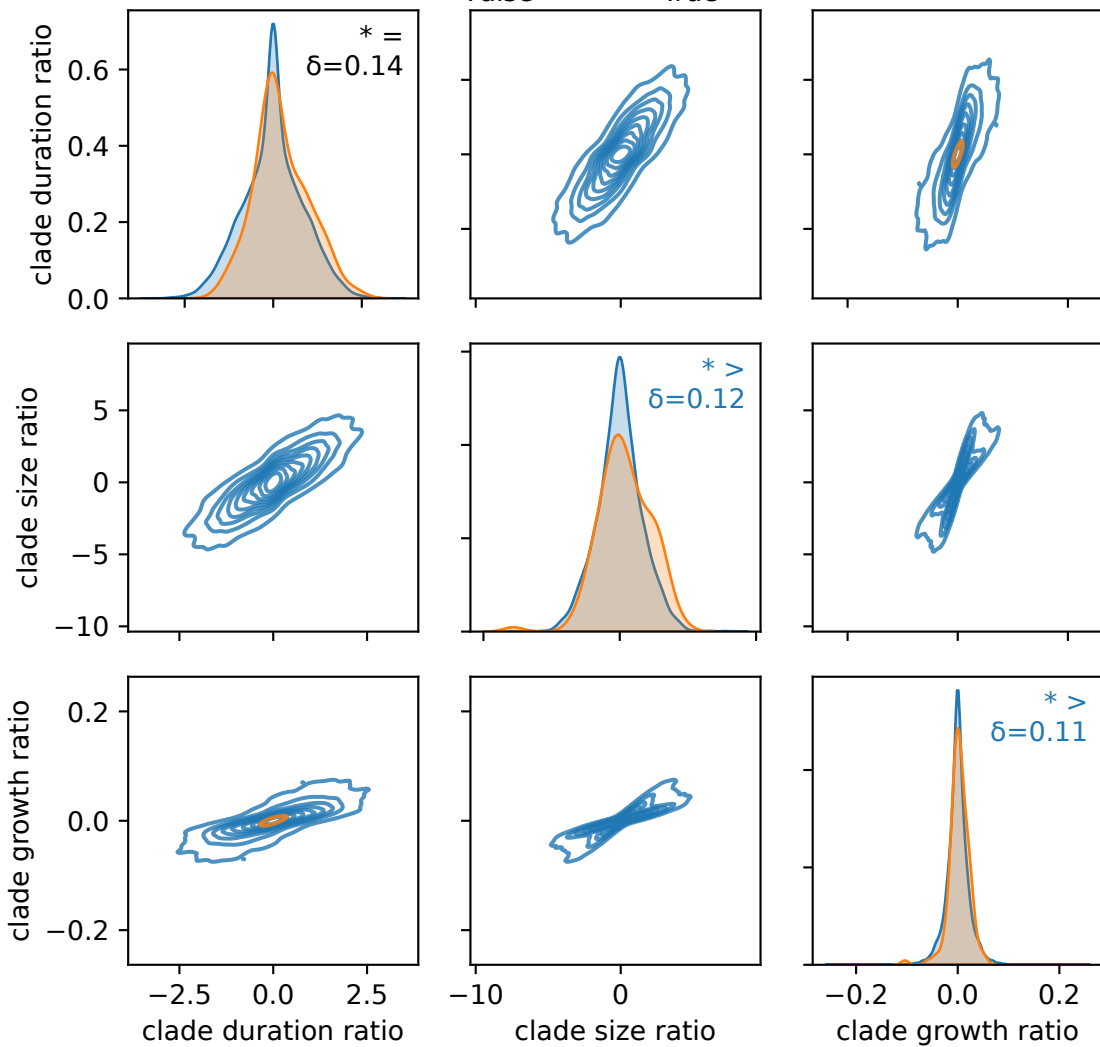 clade duration ratio
0.6
0.4
0.2
0.0
* =
δ=0.14
clade size ratio
5
0
−5
−10
* >
δ=0.12
clade growth ratio
0.2
0.0
−0.2
* >
δ=0.11
−2.5 0.0 2.5
−10 0
−0.2 0.0 0.2
clade duration ratio
clade size ratio
clade growth ratio